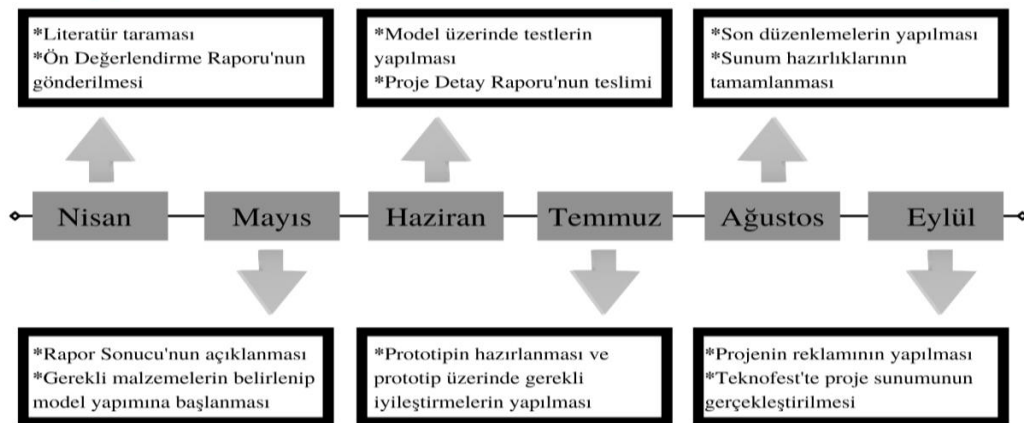 *Literatür taraması
*Ön Değerlendirme Raporu'nun
gönderilmesi
*Model üzerinde testlerin
yapılması
*Proje Detay Raporu'nun teslimi
*Son düzenlemelerin yapılması
*Sunum hazırlıklarının
tamamlanması
Nisan
Mayıs
Haziran
Temmuz
Ağustos
Eylül
*Rapor Sonucu'nun açıklanması
*Gerekli malzemelerin belirlenip
model yapımına başlanması
*Prototipin hazırlanması ve
prototip üzerinde gerekli
iyileştirmelerin yapılması
*Projenin reklamının yapılması
*Teknofest'te proje sunumunun
gerçekleştirilmesi